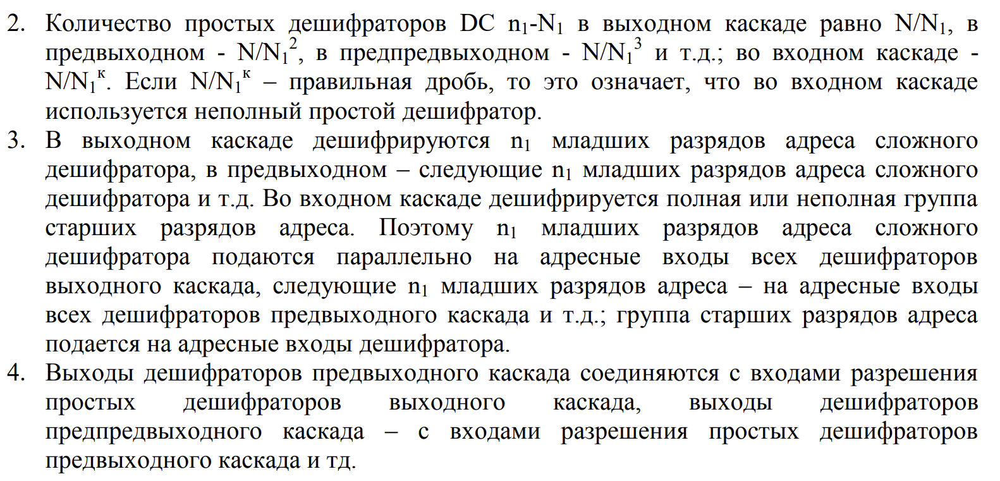 2. Количество простых дешифраторов DC n₁-N₁ в выходном каскаде равно N/N₁, в
предвыходном - N/N₁², в предпредвыходном - N/N₁³ и т.д.; во входном каскаде -
N/N₁ᴷ. Если N/N₁ᴷ – правильная дробь, то это означает, что во входном каскаде
используется неполный простой дешифратор.
3. В выходном каскаде дешифрируются n₁ младших разрядов адреса сложного
дешифратора, в предвыходном – следующие n₁ младших разрядов адреса сложного
дешифратора и т.д. Во входном каскаде дешифрируется полная или неполная группа
старших разрядов адреса. Поэтому n₁ младших разрядов адреса сложного
дешифратора подаются параллельно на адресные входы всех дешифраторов
выходного каскада, следующие n₁ младших разрядов адреса – на адресные входы
всех дешифраторов предвыходного каскада и т.д.; группа старших разрядов адреса
подается на адресные входы дешифратора.
4. Выходы дешифраторов предвыходного каскада соединяются с входами разрешения
простых дешифраторов выходного каскада, выходы дешифраторов
предпредвыходного каскада – с входами разрешения простых дешифраторов
предвыходного каскада и тд.